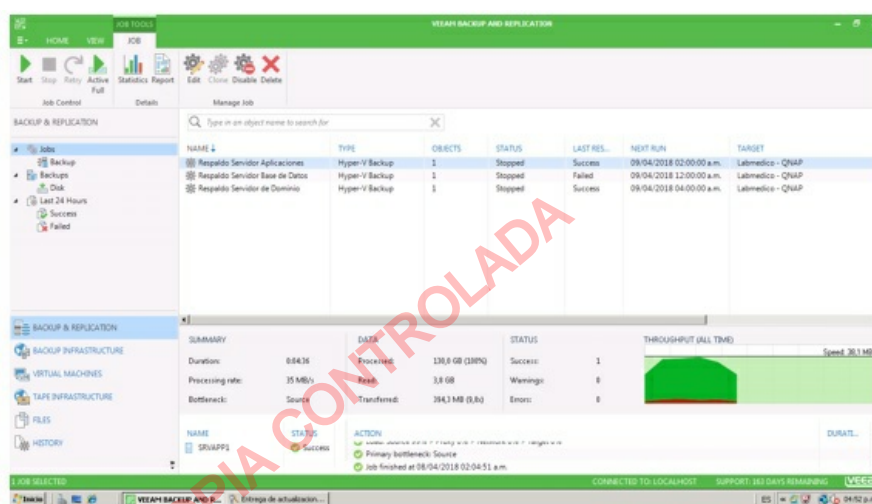 JOB TOOLS
VEEAM BACKUP AND REPLICATION
HOME VIEW JOB
Start Stop Retry Active Full Statistics Report Edit Clone Disable Delete
Job Control Details Manage Job
BACKUP & REPLICATION
Type in an object name to search for
Jobs
Backup
Backups
Disk
Last 24 Hours
Success
Failed
NAME TYPE OBJECTS STATUS LAST RES... NEXT RUN TARGET
Respaldo Servidor Aplicaciones Hyper-V Backup 1 Stopped Success 09/04/2018 02:00:00 a.m. Labmedico - QNAP
Respaldo Servidor Base de Datos Hyper-V Backup 1 Stopped Failed 09/04/2018 12:00:00 a.m. Labmedico - QNAP
Respaldo Servidor de Dominio Hyper-V Backup 1 Stopped Success 09/04/2018 04:00:00 a.m. Labmedico - QNAP
PIA CONTROLADA
BACKUP & REPLICATION
BACKUP INFRASTRUCTURE
VIRTUAL MACHINES
TAPE INFRASTRUCTURE
FILES
HISTORY
SUMMARY DATA STATUS THROUGHPUT (ALL TIME)
Speed: 38,1 MB
Duration: 0:04:36 Processed: 130,0 GB (100%) Success: 1
Processing rate: 35 MB/s Read: 3,8 GB Warnings: 0
Bottleneck: Source Transferred: 394,3 MB (9,8x) Errors: 0
NAME STATUS ACTION DURATI...
SRVAPP1 Success
Primary bottleneck: Source
Job finished at 08/04/2018 02:04:51 a.m.
1 JOB SELECTED CONNECTED TO: LOCALHOST SUPPORT: 163 DAYS REMAINING VEE
Inicio VEEAM BACKUP AND R... Entrega de actualizacion... ES 04:52 p.m.